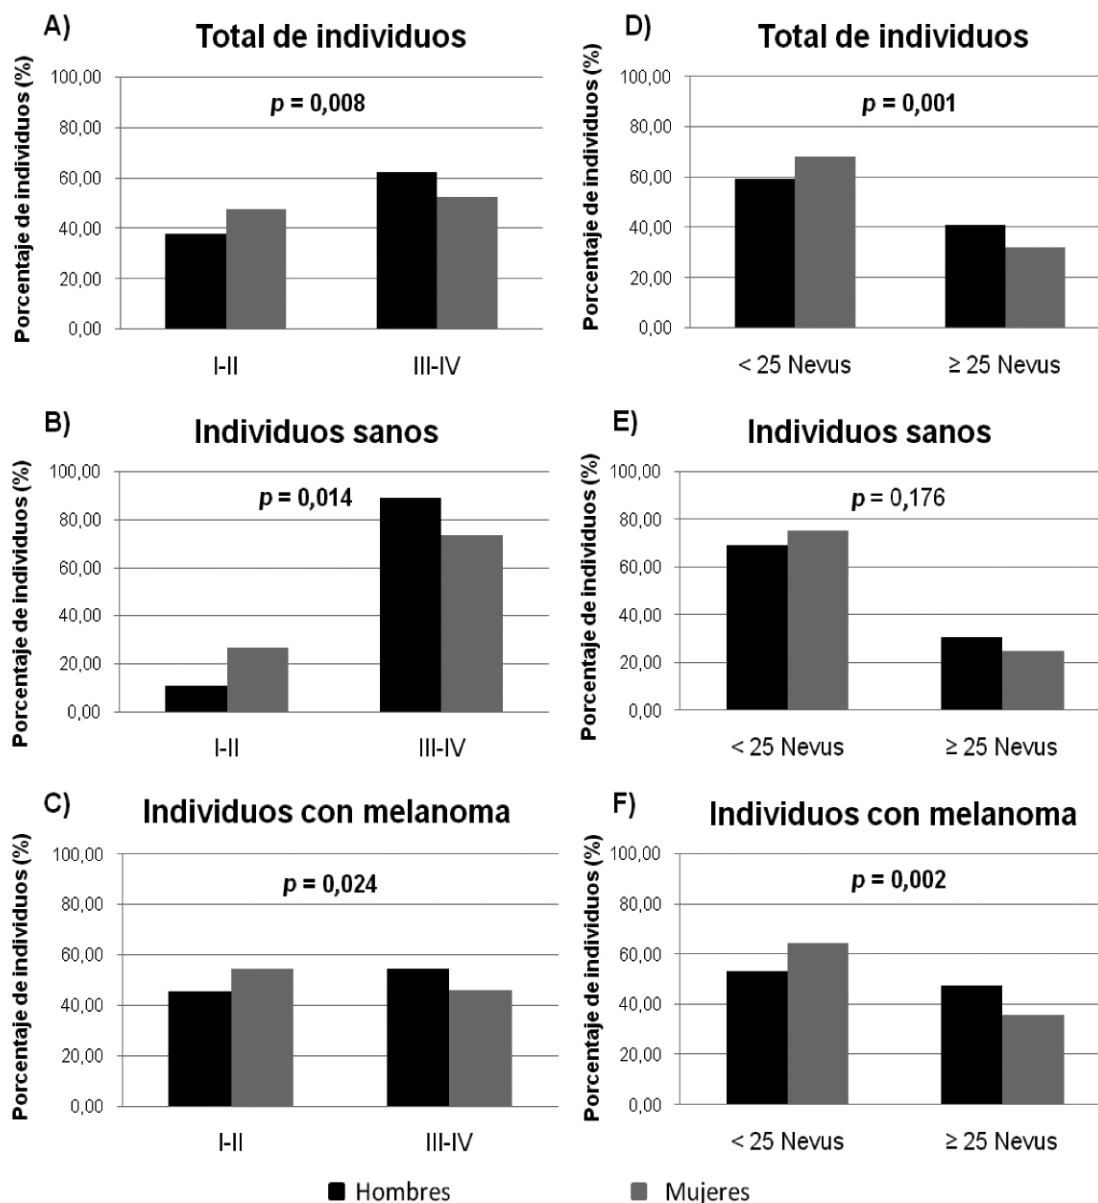 A)
Total de individuos
Porcentaje de individuos (%)
100,00
80,00
60,00
40,00
20,00
0,00
p = 0,008
I-II
III-IV
D)
Total de individuos
Porcentaje de individuos (%)
100,00
80,00
60,00
40,00
20,00
0,00
p = 0,001
< 25 Nevus
≥ 25 Nevus
B)
Individuos sanos
Porcentaje de individuos (%)
100,00
80,00
60,00
40,00
20,00
0,00
p = 0,014
I-II
III-IV
E)
Individuos sanos
Porcentaje de individuos (%)
100,00
80,00
60,00
40,00
20,00
0,00
p = 0,176
< 25 Nevus
≥ 25 Nevus
C)
Individuos con melanoma
Porcentaje de individuos (%)
100,00
80,00
60,00
40,00
20,00
0,00
p = 0,024
I-II
III-IV
F)
Individuos con melanoma
Porcentaje de individuos (%)
100,00
80,00
60,00
40,00
20,00
0,00
p = 0,002
< 25 Nevus
≥ 25 Nevus
Hombres
Mujeres